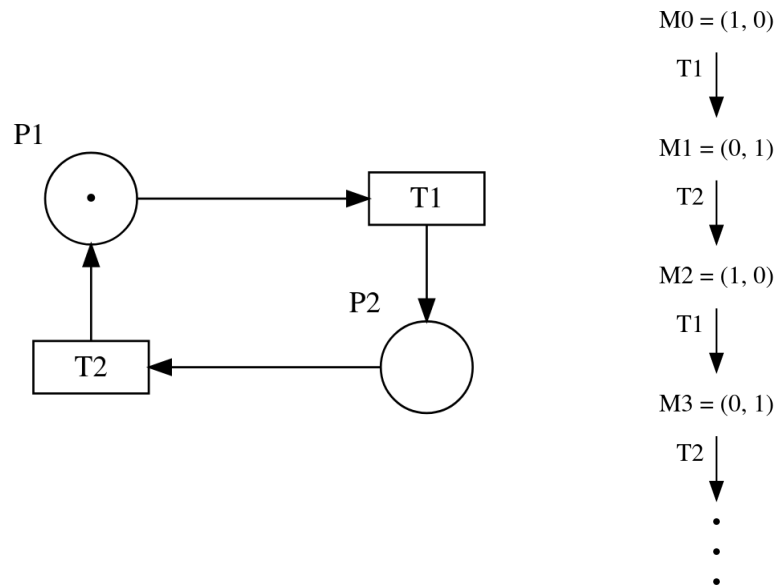 P1
T1
P2
T2
M0 = (1, 0)
T1
M1 = (0, 1)
T2
M2 = (1, 0)
T1
M3 = (0, 1)
T2